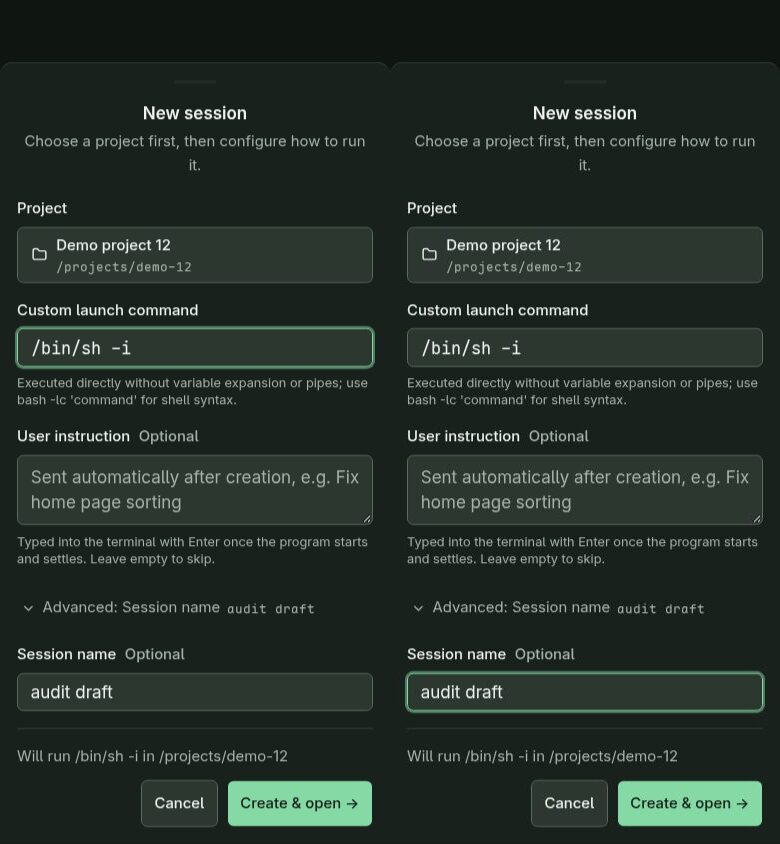 New session
Choose a project first, then configure how to run
it.
Project
Demo project 12
/projects/demo-12
Custom launch command
/bin/sh -i
Executed directly without variable expansion or pipes; use
bash -lc 'command' for shell syntax.
User instruction Optional
Sent automatically after creation, e.g. Fix
home page sorting
Typed into the terminal with Enter once the program starts
and settles. Leave empty to skip.
Advanced: Session name audit draft
Session name Optional
audit draft
Will run /bin/sh -i in /projects/demo-12
Cancel
Create & open →
New session
Choose a project first, then configure how to run
it.
Project
Demo project 12
/projects/demo-12
Custom launch command
/bin/sh -i
Executed directly without variable expansion or pipes; use
bash -lc 'command' for shell syntax.
User instruction Optional
Sent automatically after creation, e.g. Fix
home page sorting
Typed into the terminal with Enter once the program starts
and settles. Leave empty to skip.
Advanced: Session name audit draft
Session name Optional
audit draft
Will run /bin/sh -i in /projects/demo-12
Cancel
Create & open →